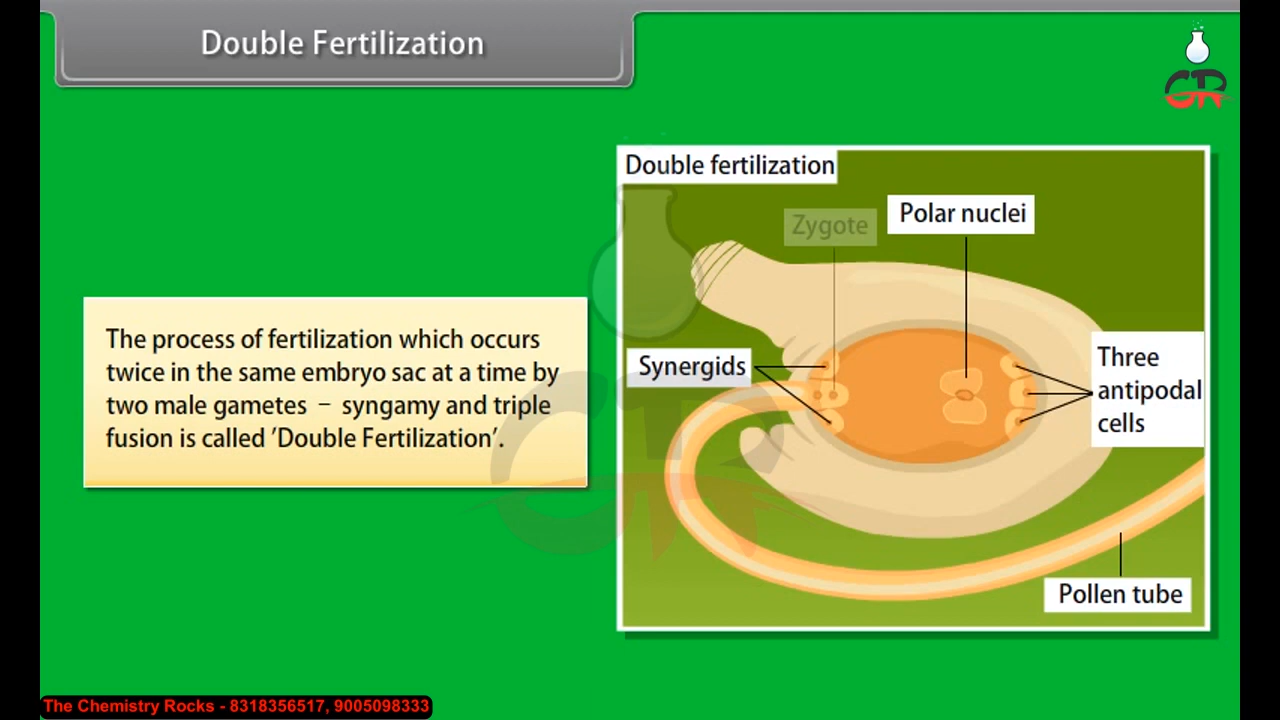 Double Fertilization
GR
Double fertilization
Zygote
Polar nuclei
The process of fertilization which occurs
twice in the same embryo sac at a time by
two male gametes – syngamy and triple
fusion is called ’Double Fertilization’.
Synergids
Three
antipodal
cells
Pollen tube
The Chemistry Rocks - 8318356517, 9005098333